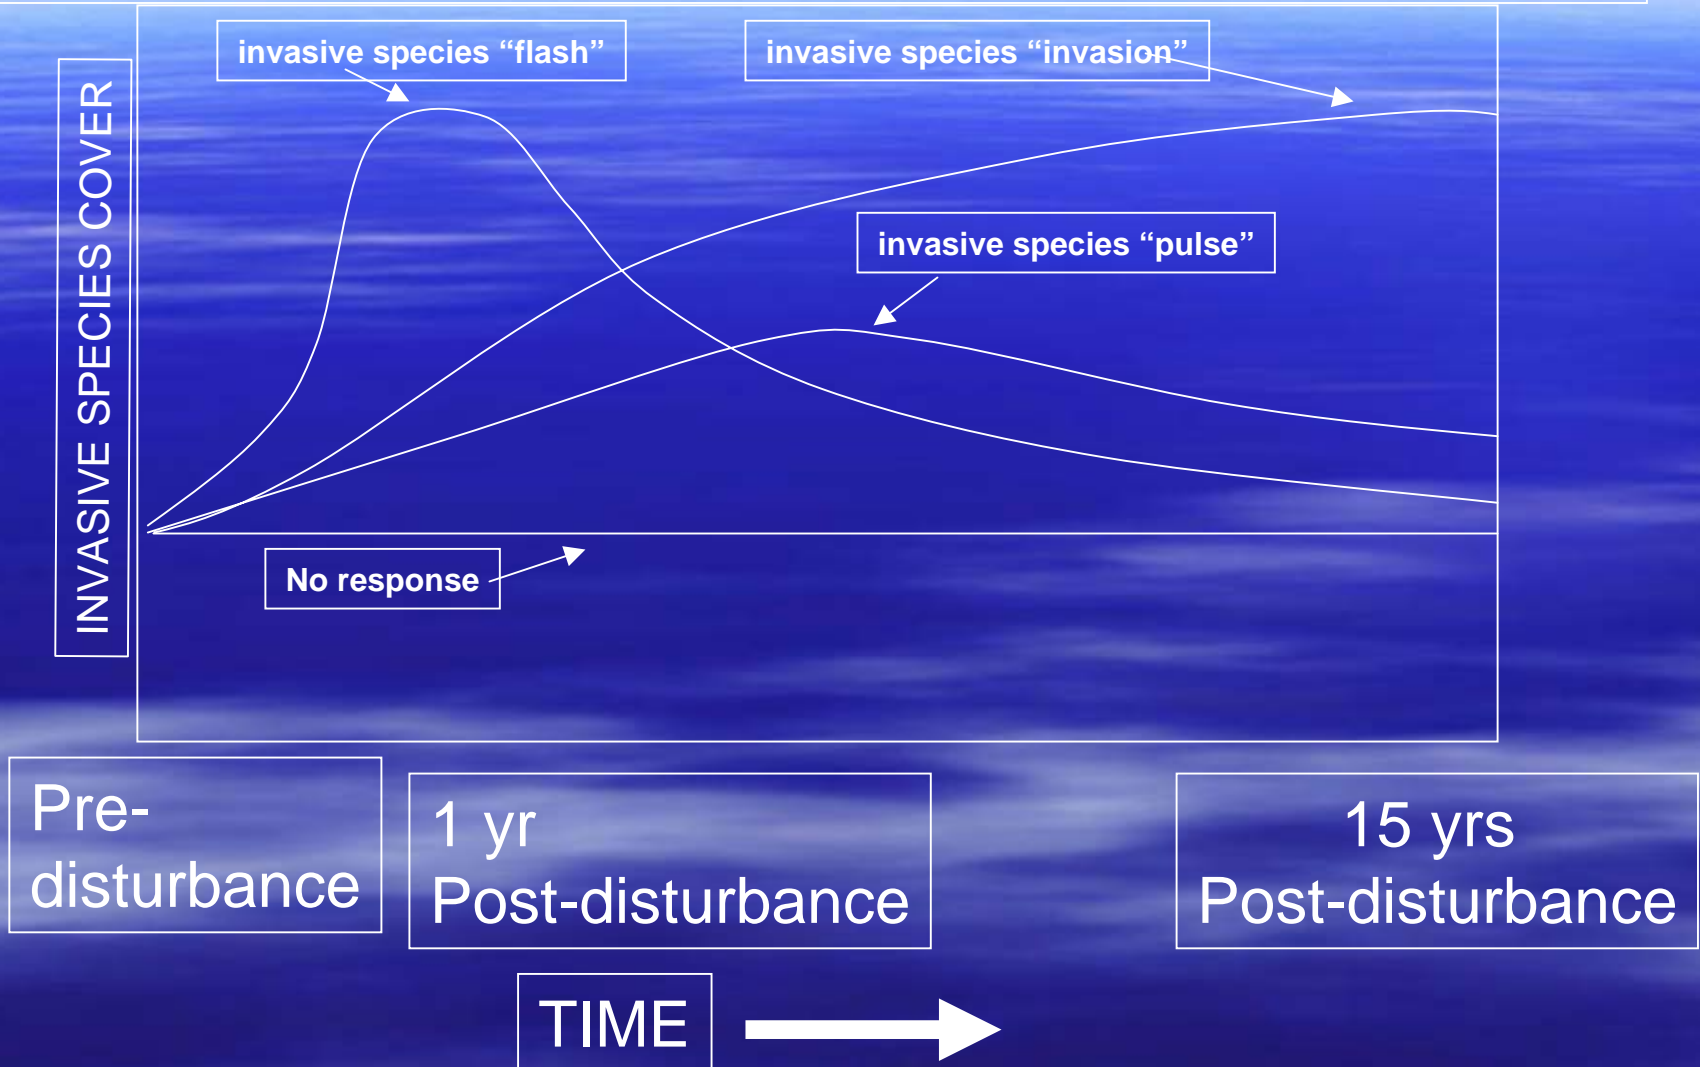 invasive species “flash”
invasive species “invasion”
INVASIVE SPECIES COVER
invasive species “pulse”
No response
Pre-
disturbance
1 yr
Post-disturbance
15 yrs
Post-disturbance
TIME